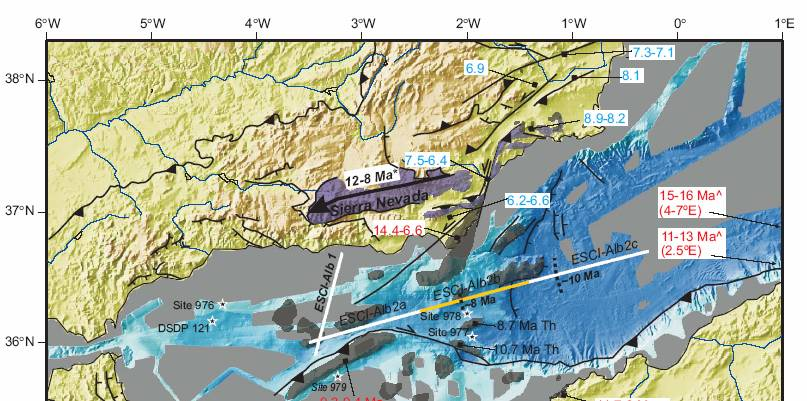 6°W 5°W 4°W 3°W 2°W 1°W 0° 1°E
38°N
7.3-7.1
6.9
8.1
8.9-8.2
7.5-6.4
12-8 Ma*
Sierra Nevada
6.2-6.6
15-16 Ma^
(4-7ºE)
37°N
14.4-6.6
11-13 Ma^
(2.5ºE)
ESCI-Alb2c
ESCI-Alb 1
ESCI-Alb2b
~10 Ma
Site 976
~8 Ma
ESCI-Alb2a
Site 978
DSDP 121
8.7 Ma Th
Site 977
36°N
10.7 Ma Th
Site 979